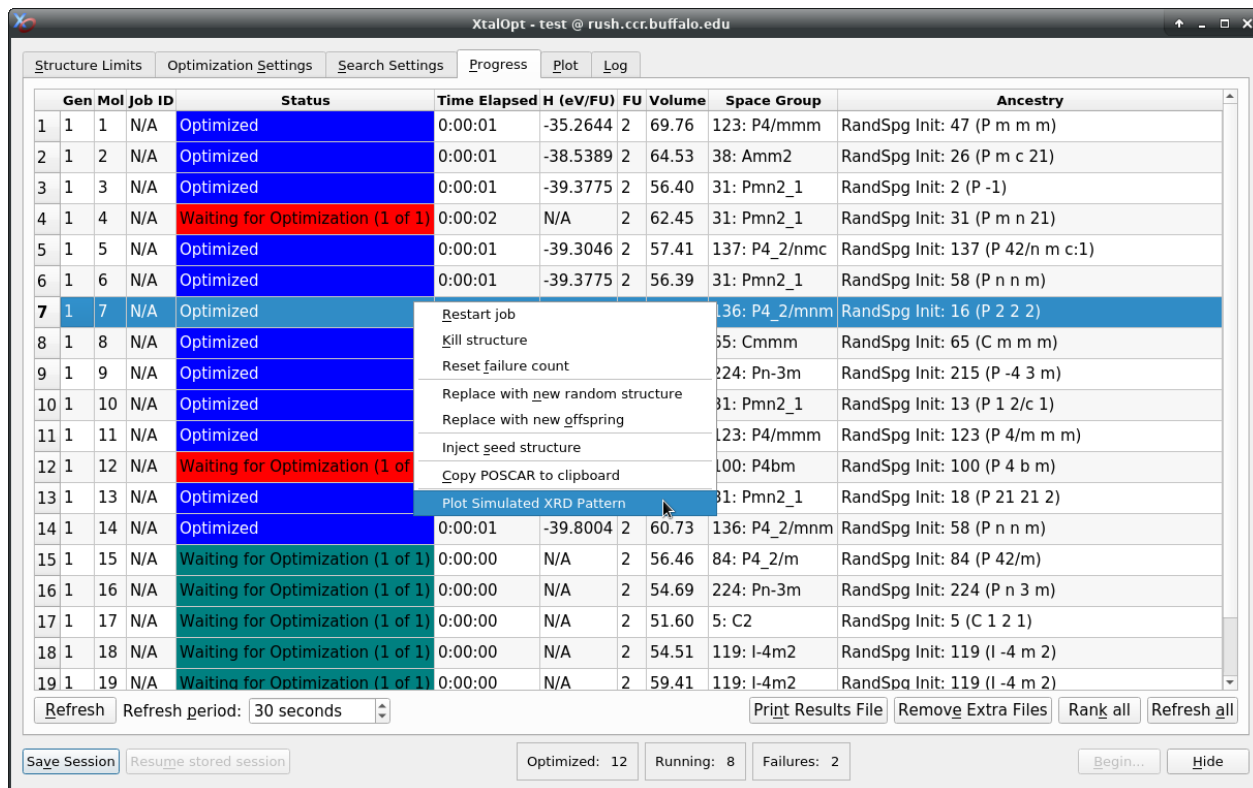 XtalOpt - test @ rush.ccr.buffalo.edu
Structure Limits Optimization Settings Search Settings Progress Plot Log
Gen Mol Job ID Status Time Elapsed H (eV/FU) FU Volume Space Group Ancestry
1 1 1 N/A Optimized 0:00:01 -35.2644 2 69.76 123: P4/mmm RandSpg Init: 47 (P m m m)
2 1 2 N/A Optimized 0:00:01 -38.5389 2 64.53 38: Amm2 RandSpg Init: 26 (P m c 21)
3 1 3 N/A Optimized 0:00:01 -39.3775 2 56.40 31: Pmn2_1 RandSpg Init: 2 (P -1)
4 1 4 N/A Waiting for Optimization (1 of 1) 0:00:02 N/A 2 62.45 31: Pmn2_1 RandSpg Init: 31 (P m n 21)
5 1 5 N/A Optimized 0:00:01 -39.3046 2 57.41 137: P4_2/nmc RandSpg Init: 137 (P 42/n m c:1)
6 1 6 N/A Optimized 0:00:01 -39.3775 2 56.39 31: Pmn2_1 RandSpg Init: 58 (P n n m)
7 1 7 N/A Optimized 136: P4_2/mnm RandSpg Init: 16 (P 2 2 2)
8 1 8 N/A Optimized 65: Cmmm RandSpg Init: 65 (C m m m)
9 1 9 N/A Optimized 224: Pn-3m RandSpg Init: 215 (P -4 3 m)
10 1 10 N/A Optimized 31: Pmn2_1 RandSpg Init: 13 (P 1 2/c 1)
11 1 11 N/A Optimized 123: P4/mmm RandSpg Init: 123 (P 4/m m m)
12 1 12 N/A Waiting for Optimization (1 of 100: P4bm RandSpg Init: 100 (P 4 b m)
13 1 13 N/A Optimized 31: Pmn2_1 RandSpg Init: 18 (P 21 21 2)
14 1 14 N/A Optimized 0:00:01 -39.8004 2 60.73 136: P4_2/mnm RandSpg Init: 58 (P n n m)
15 1 15 N/A Waiting for Optimization (1 of 1) 0:00:00 N/A 2 56.46 84: P4_2/m RandSpg Init: 84 (P 42/m)
16 1 16 N/A Waiting for Optimization (1 of 1) 0:00:00 N/A 2 54.69 224: Pn-3m RandSpg Init: 224 (P n 3 m)
17 1 17 N/A Waiting for Optimization (1 of 1) 0:00:00 N/A 2 51.60 5: C2 RandSpg Init: 5 (C 1 2 1)
18 1 18 N/A Waiting for Optimization (1 of 1) 0:00:00 N/A 2 54.51 119: I-4m2 RandSpg Init: 119 (I -4 m 2)
19 1 19 N/A Waiting for Optimization (1 of 1) 0:00:00 N/A 2 59.41 119: I-4m2 RandSpg Init: 119 (I -4 m 2)
Restart job
Kill structure
Reset failure count
Replace with new random structure
Replace with new offspring
Inject seed structure
Copy POSCAR to clipboard
Plot Simulated XRD Pattern
Refresh Refresh period: 30 seconds Print Results File Remove Extra Files Rank all Refresh all
Save Session Resume stored session Optimized: 12 Running: 8 Failures: 2 Begin... Hide